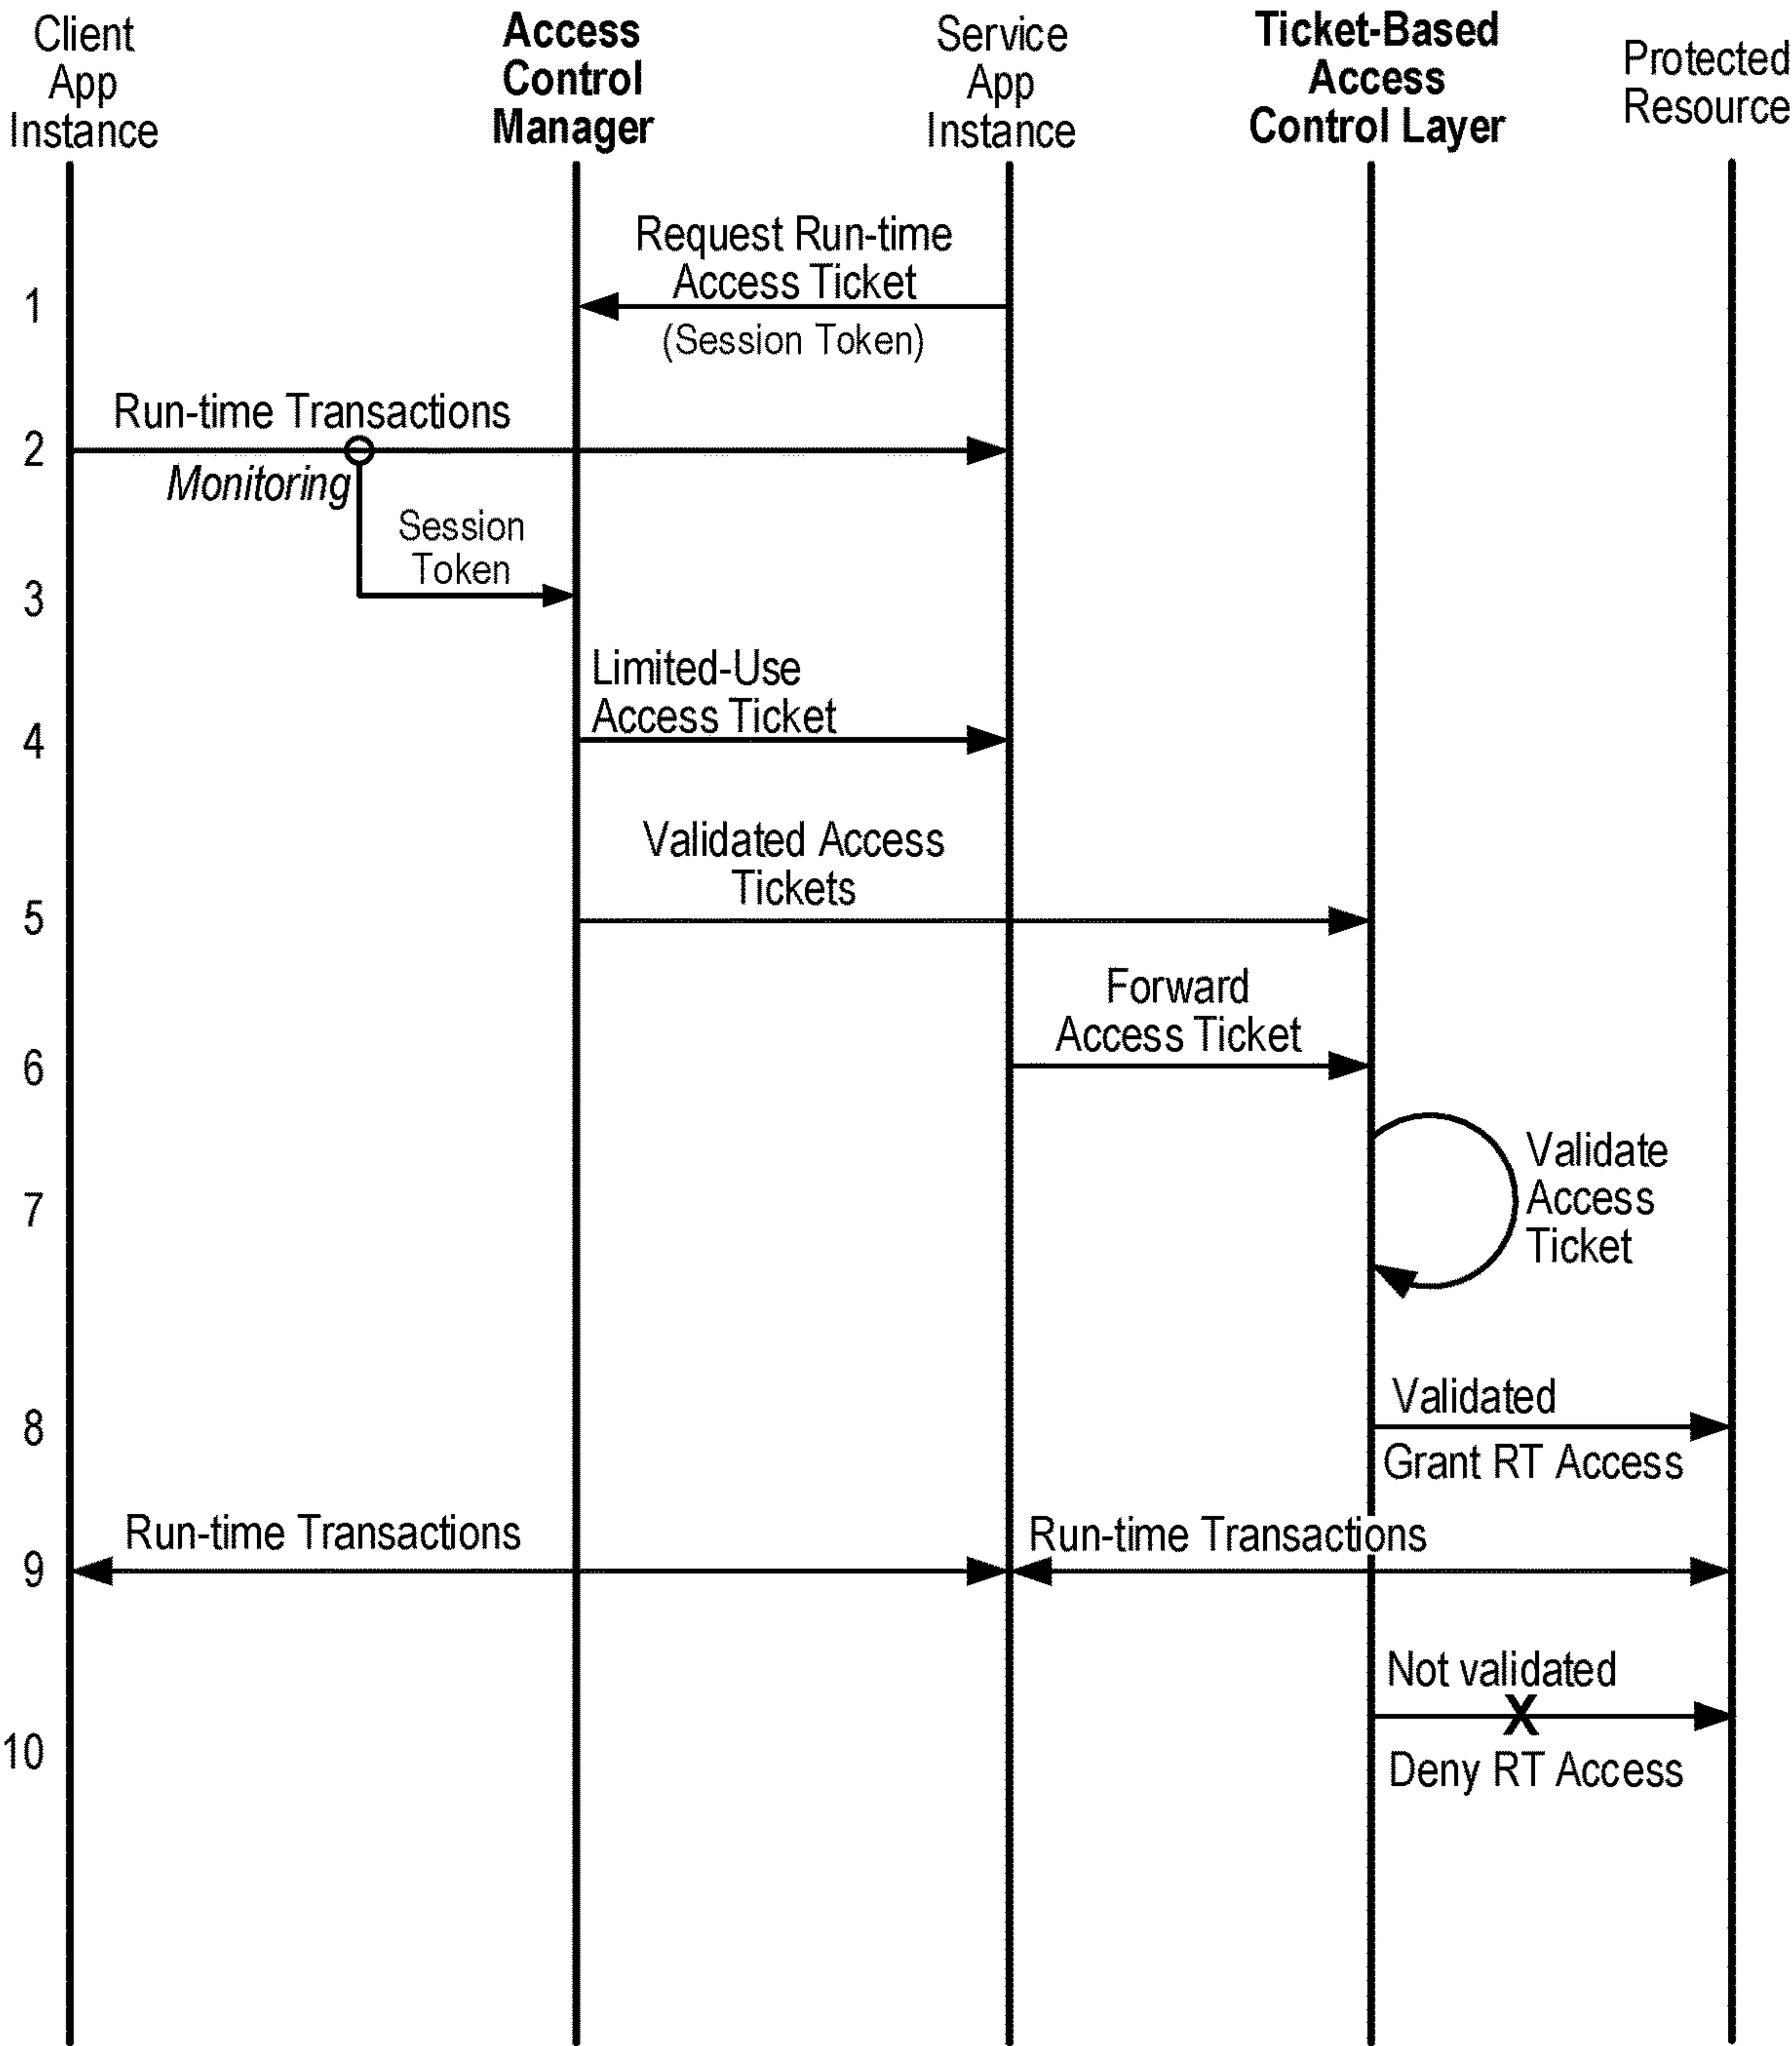 Client
App
Instance
Access
Control
Manager
Service
App
Instance
Ticket-Based
Access
Control Layer
Protected
Resource
Request Run-time
Access Ticket
1
(Session Token)
Run-time Transactions
2
Monitoring
Session
Token
3
Limited-Use
Access Ticket
4
Validated Access
Tickets
5
Forward
Access Ticket
6
Validate
Access
Ticket
7
Validated
8
Grant RT Access
Run-time Transactions
Run-time Transactions
9
Not validated
X
10
Deny RT Access